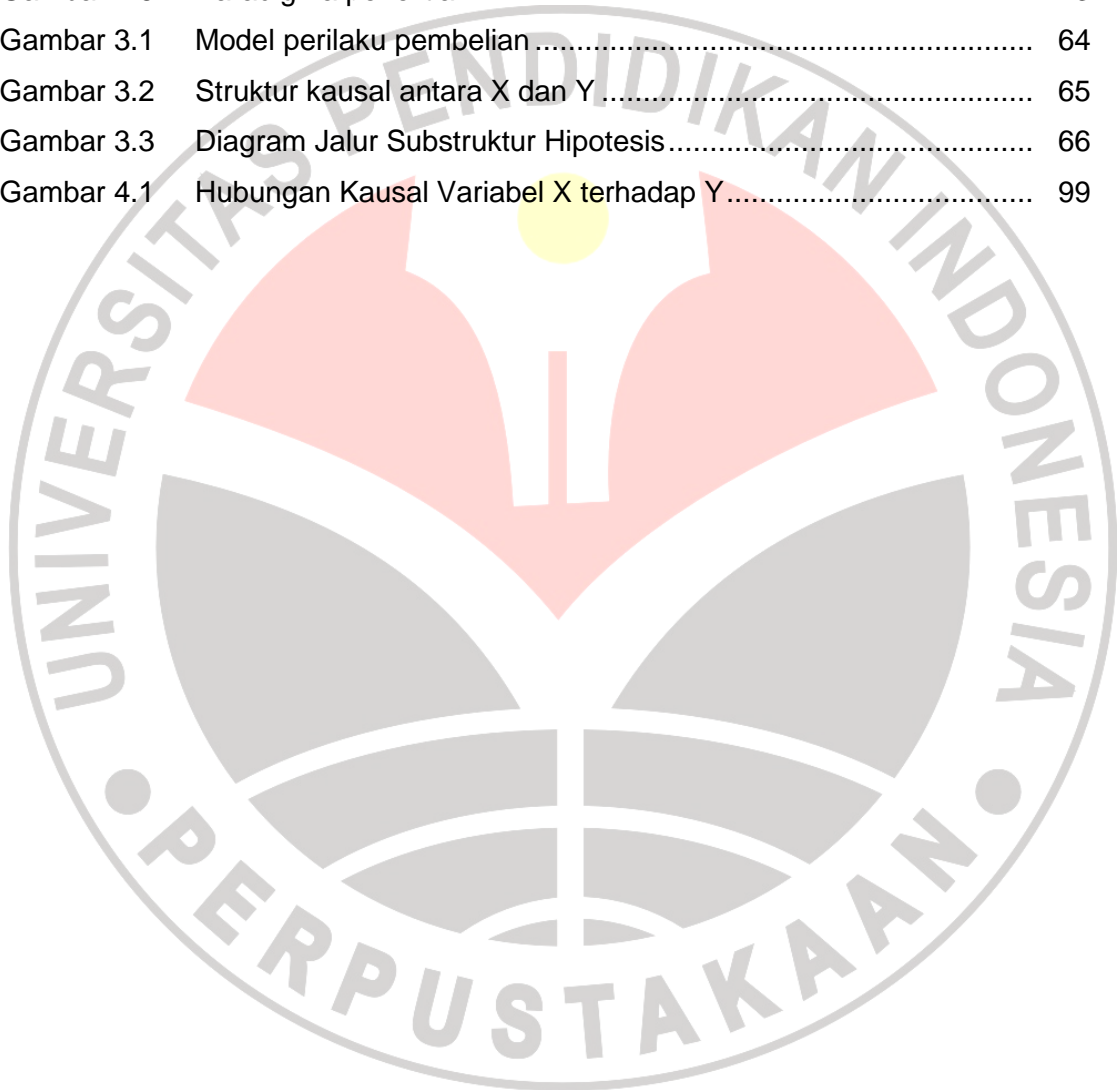 Gambar 3.1 Model perilaku pembelian ................................................................ 64
Gambar 3.2 Struktur kausal antara X dan Y ....................................................... 65
Gambar 3.3 Diagram Jalur Substruktur Hipotesis .............................................. 66
Gambar 4.1 Hubungan Kausal Variabel X terhadap Y....................................... 99
UNIVERSITAS PENDIDIKAN INDONESIA
PERPUSTAKAAN